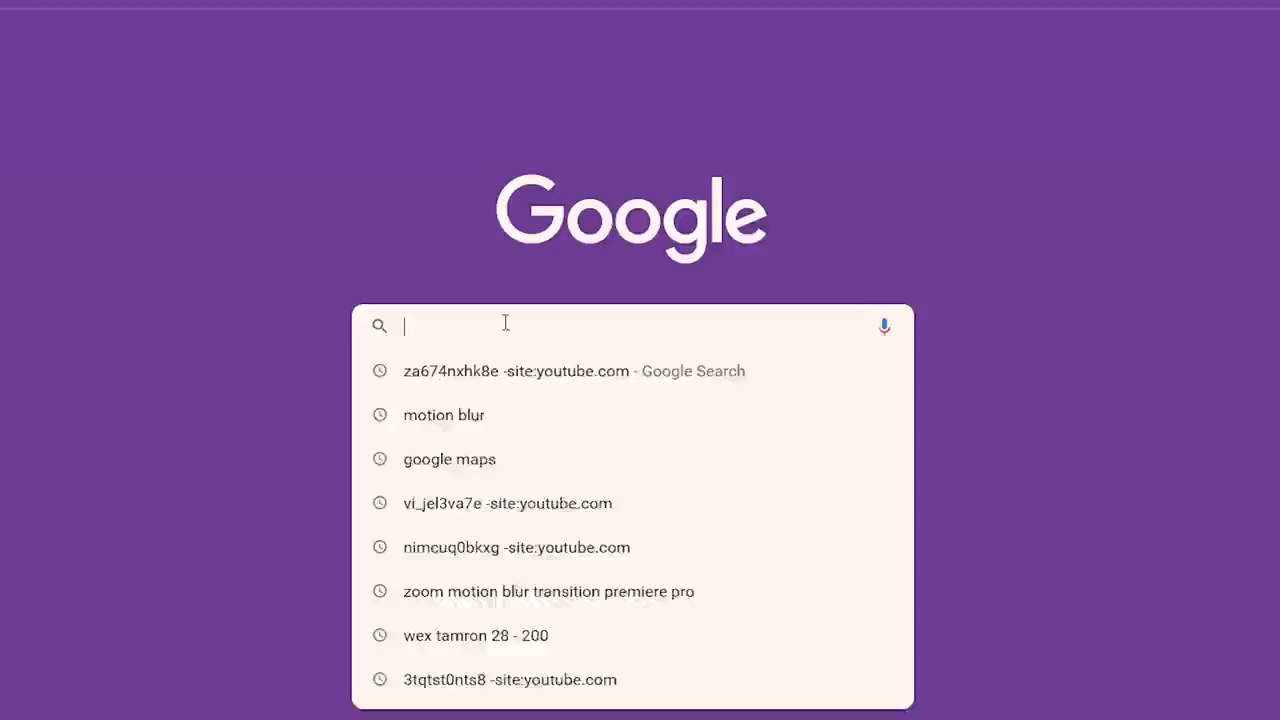 Google
za674nxhk8e -site:youtube.com - Google Search
motion blur
google maps
vi_jel3va7e -site:youtube.com
nimcuq0bkxg -site:youtube.com
zoom motion blur transition premiere pro
wex tamron 28 - 200
3tqtst0nts8 -site:youtube.com